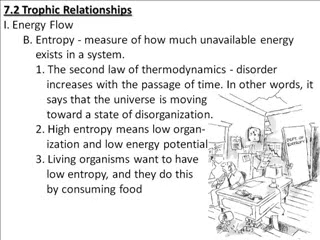 7.2 Trophic Relationships
I. Energy Flow
B. Entropy - measure of how much unavailable energy
exists in a system.
1. The second law of thermodynamics - disorder
increases with the passage of time. In other words, it
says that the universe is moving
toward a state of disorganization.
2. High entropy means low organ-
ization and low energy potential
3. Living organisms want to have
low entropy, and they do this
by consuming food
DEPT. OF
ENTROPY